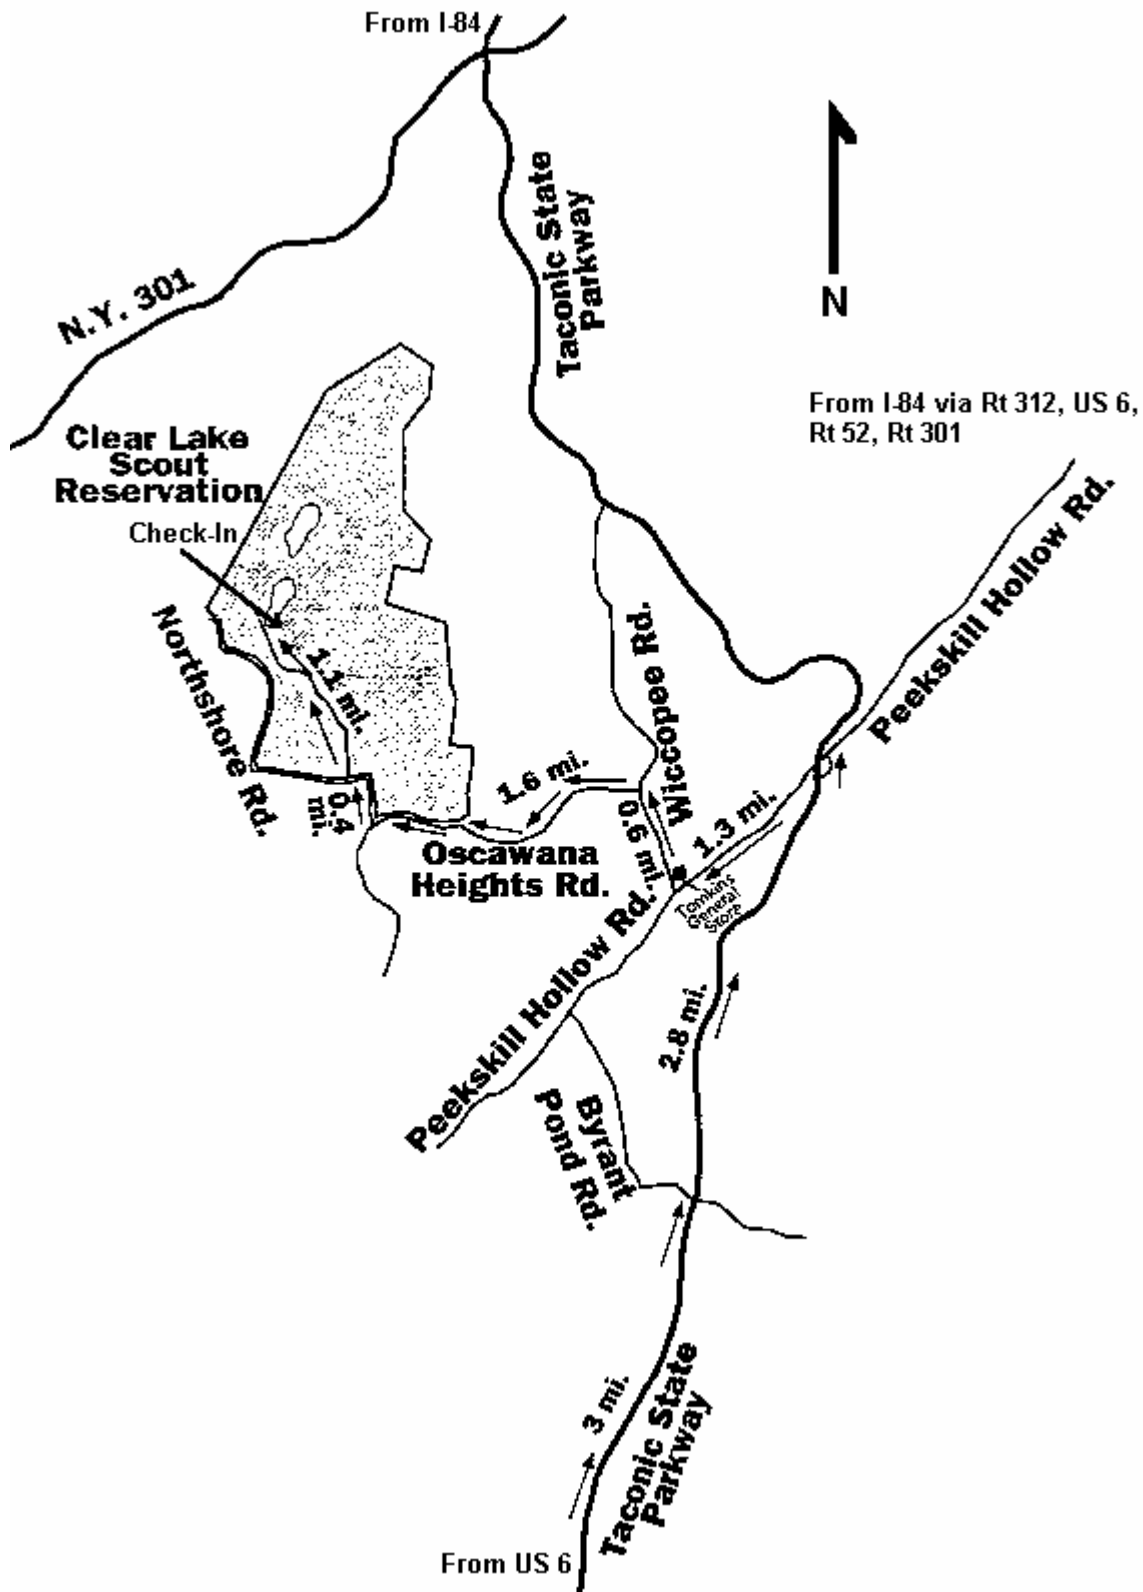 From I-84
Taconic State
Parkway
N.Y. 301
N
From I-84 via Rt 312, US 6,
Rt 52, Rt 301
Clear Lake
Scout
Reservation
Check-In
Peekskill Hollow Rd.
Northshore Rd.
1.1 mi.
Wiccopee Rd.
1.6 mi.
0.4
mi.
0.6 mi.
1.3 mi.
Oscawana
Heights Rd.
Tomkins
General
Store
Peekskill Hollow Rd.
2.8 mi.
Byrant
Pond Rd.
3 mi.
Taconic State
Parkway
From US 6